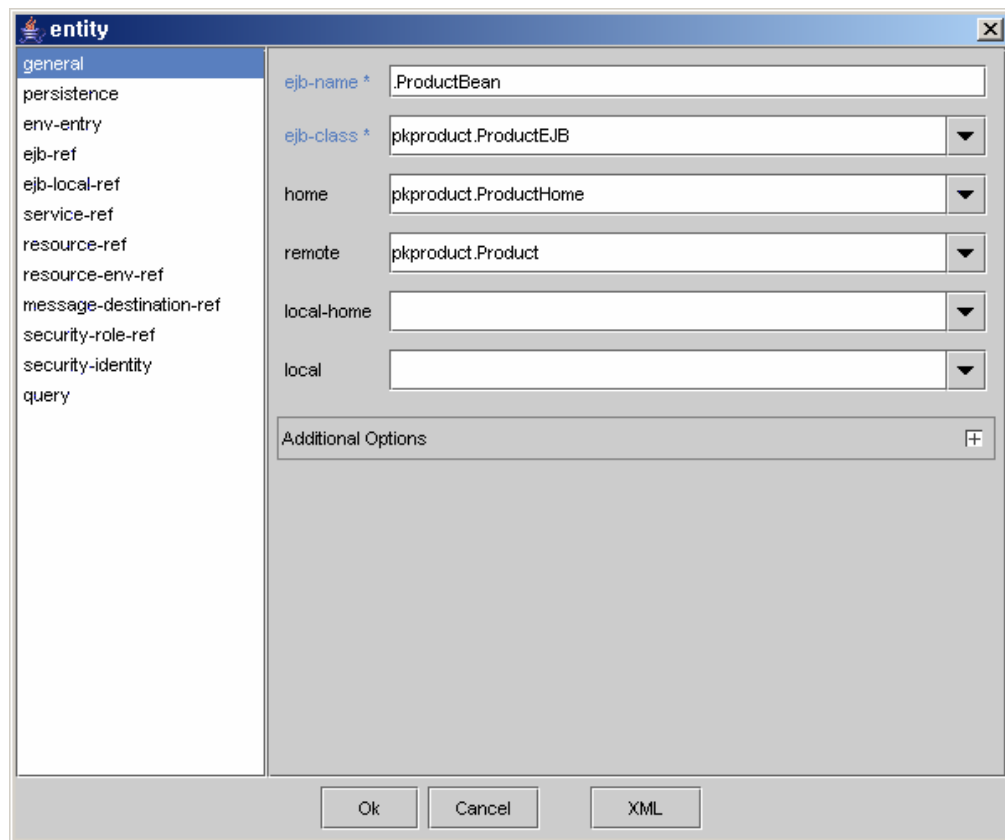 entity
general
persistence
env-entry
ejb-ref
ejb-local-ref
service-ref
resource-ref
resource-env-ref
message-destination-ref
security-role-ref
security-identity
query
ejb-name * .ProductBean
ejb-class * pkproduct.ProductEJB
home pkproduct.ProductHome
remote pkproduct.Product
local-home
local
Additional Options
Ok Cancel XML